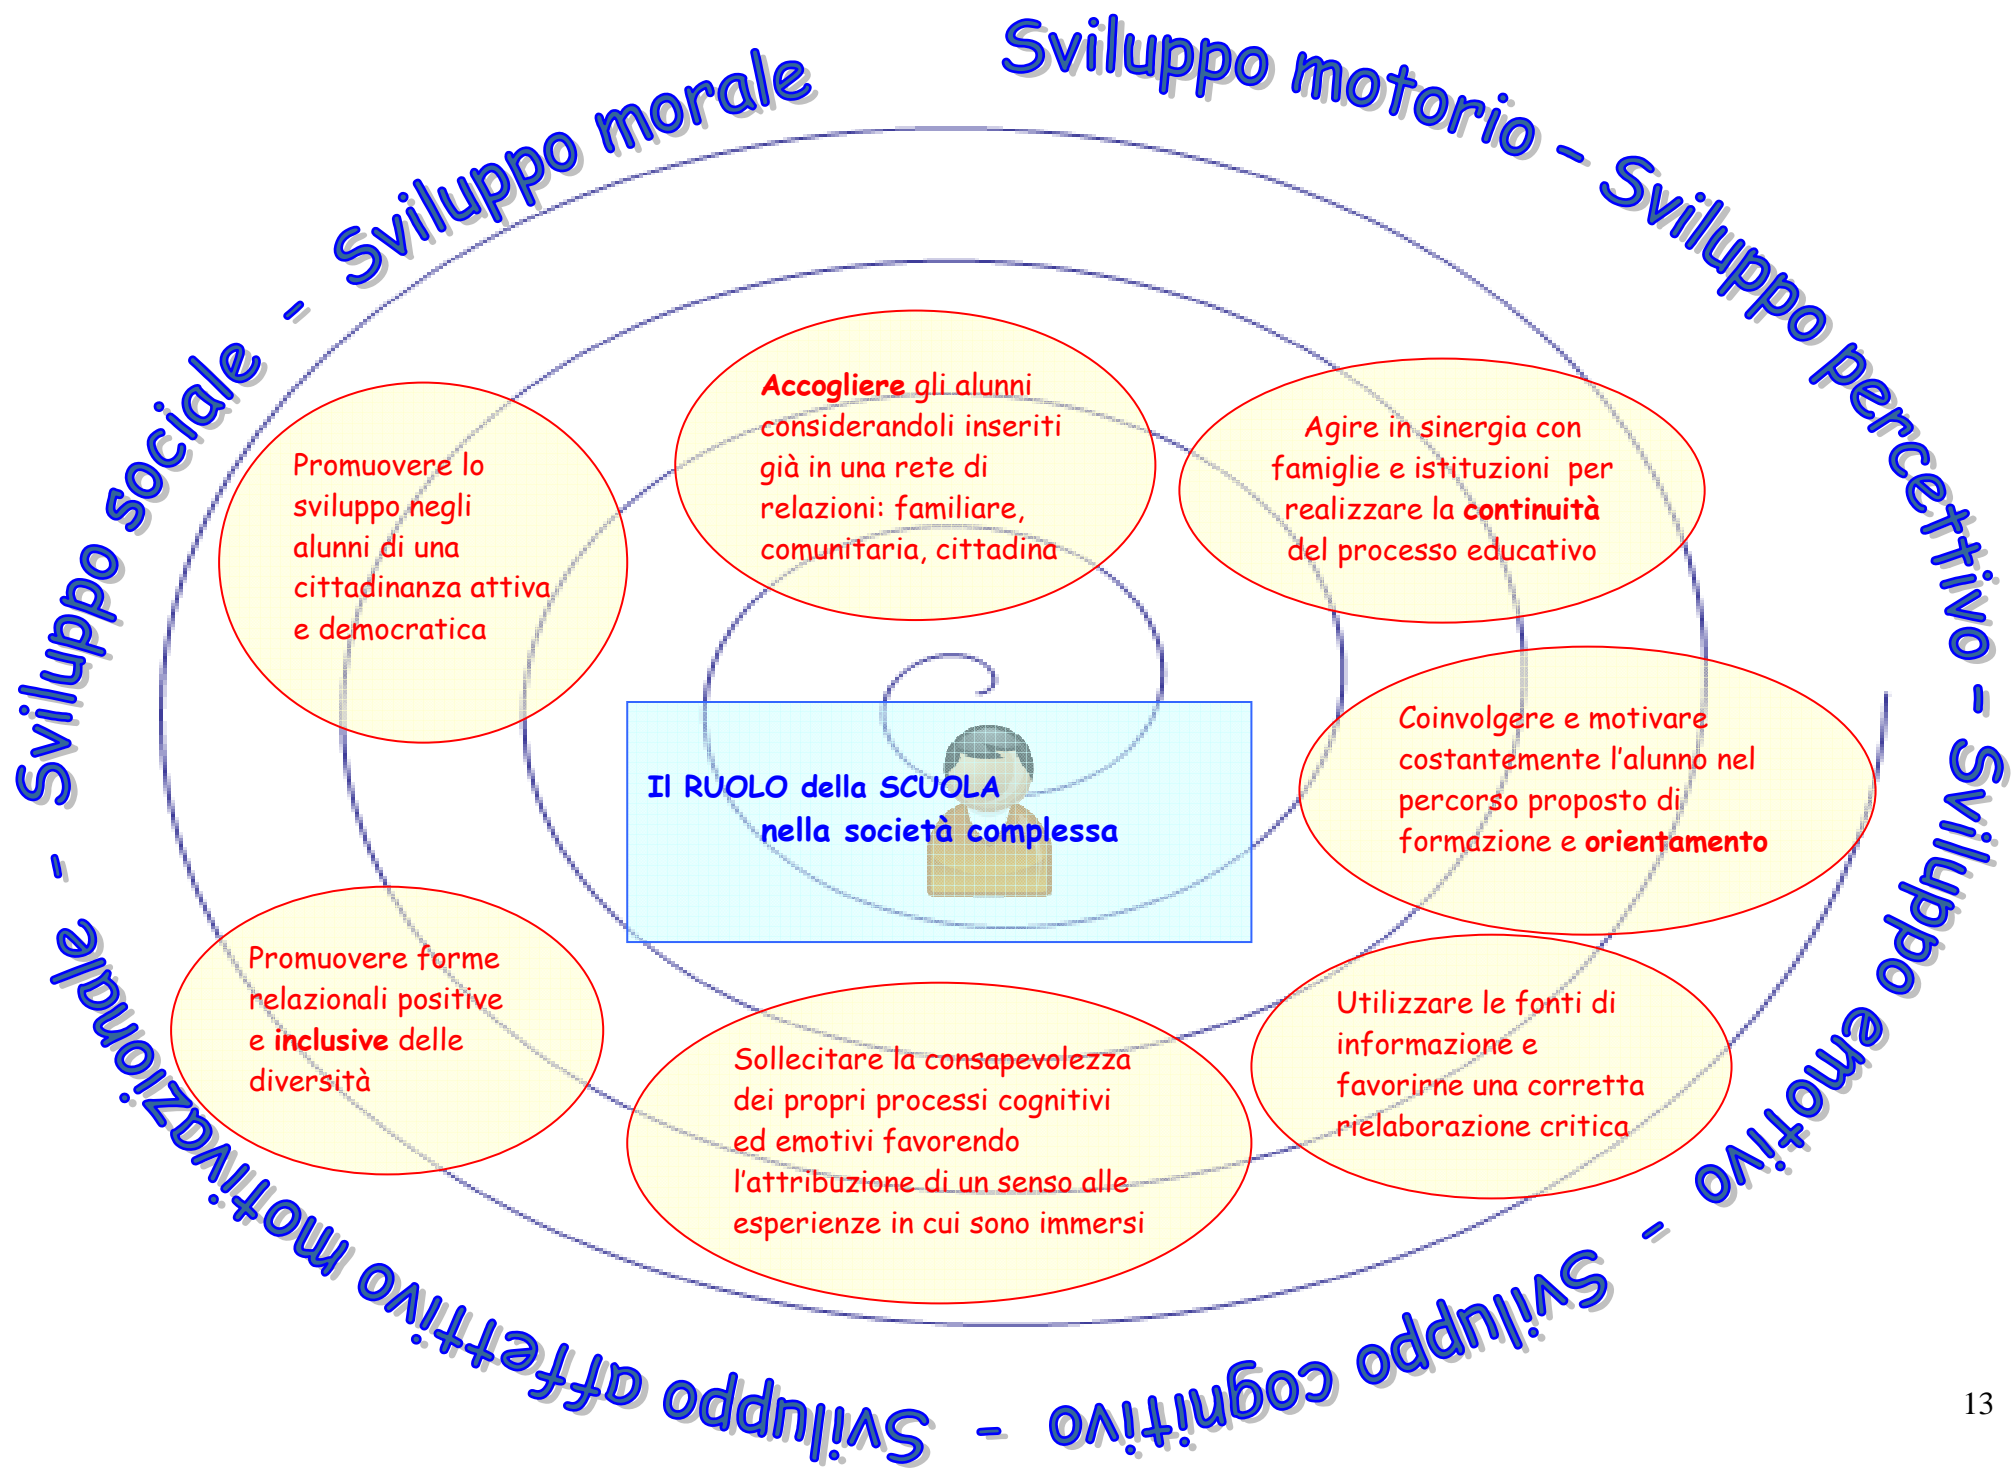 Sviluppo motorio – Sviluppo percettivo – Sviluppo emotivo - Sviluppo cognitivo - Sviluppo affettivo motivazionale - Sviluppo sociale - Sviluppo morale
Accogliere gli alunni
considerandoli inseriti
già in una rete di
relazioni: familiare,
comunitaria, cittadina
Agire in sinergia con
famiglie e istituzioni per
realizzare la continuità
del processo educativo
Promuovere lo
sviluppo negli
alunni di una
cittadinanza attiva
e democratica
Coinvolgere e motivare
costantemente l’alunno nel
percorso proposto di
formazione e orientamento
Il RUOLO della SCUOLA
nella società complessa
Promuovere forme
relazionali positive
e inclusive delle
diversità
Utilizzare le fonti di
informazione e
favorirne una corretta
rielaborazione critica
Sollecitare la consapevolezza
dei propri processi cognitivi
ed emotivi favorendo
l’attribuzione di un senso alle
esperienze in cui sono immersi
13